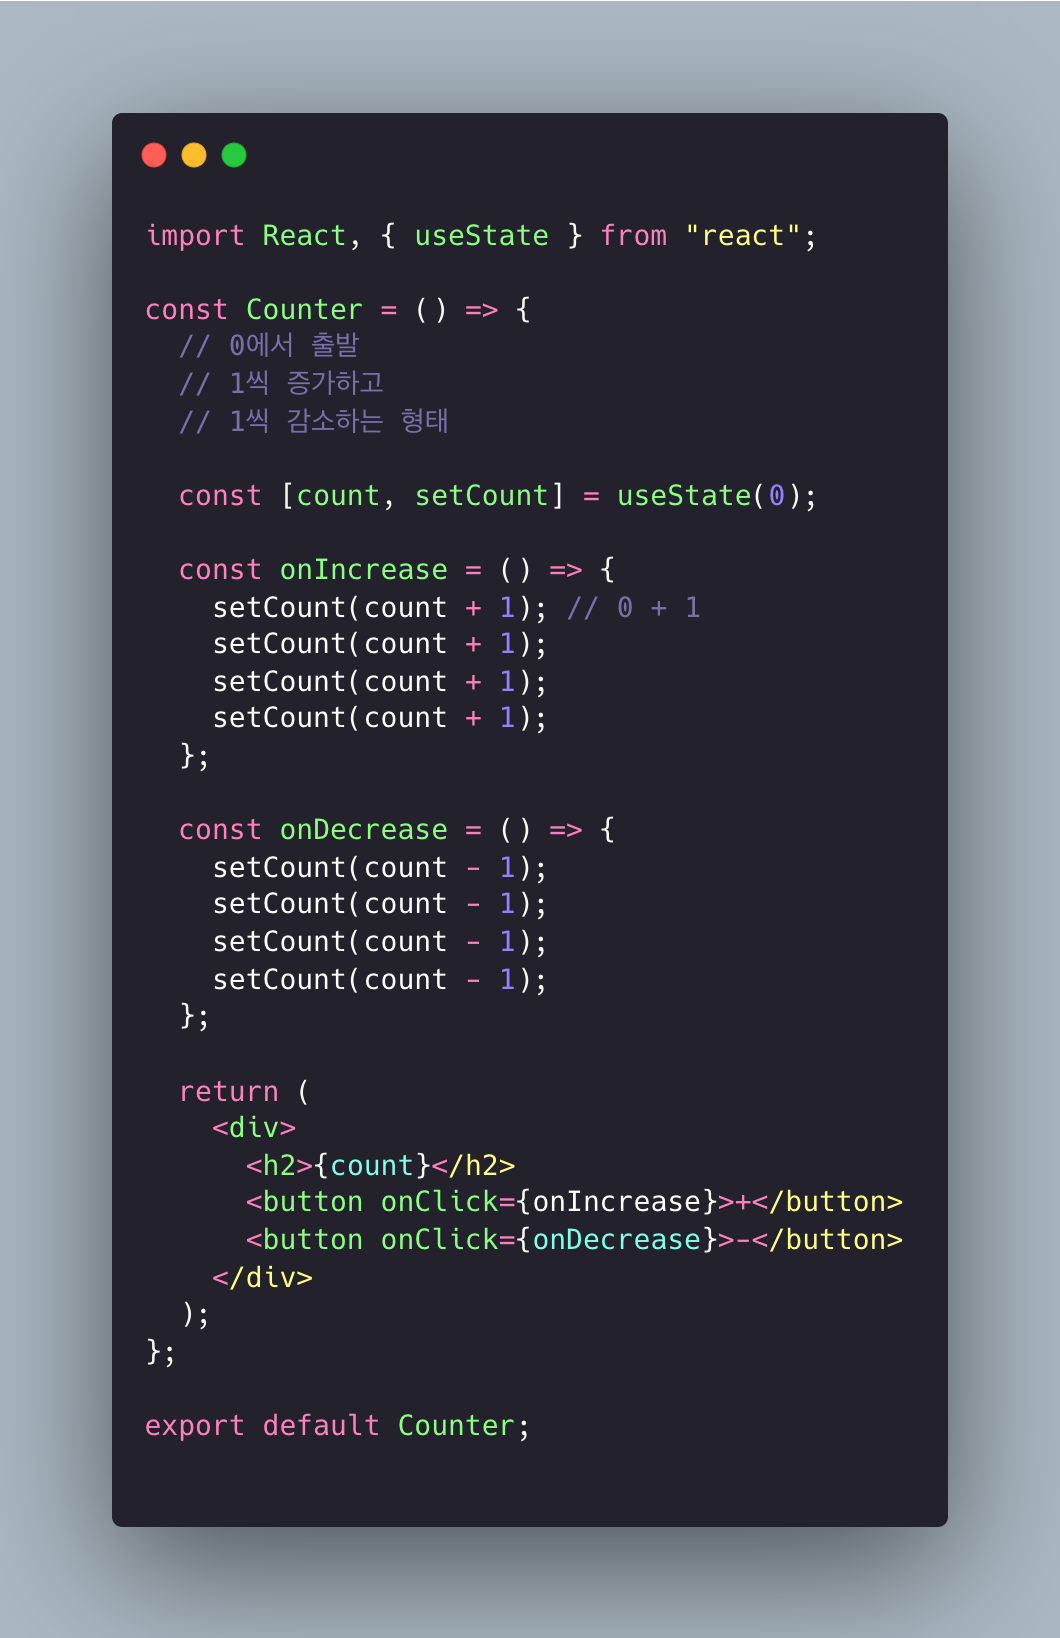 import React, { useState } from "react";
const Counter = () => {
// 0에서 출발
// 1씩 증가하고
// 1씩 감소하는 형태
const [count, setCount] = useState(0);
const onIncrease = () => {
setCount(count + 1); // 0 + 1
setCount(count + 1);
setCount(count + 1);
setCount(count + 1);
};
const onDecrease = () => {
setCount(count - 1);
setCount(count - 1);
setCount(count - 1);
setCount(count - 1);
};
return (
<div>
<h2>{count}</h2>
<button onClick={onIncrease}>+</button>
<button onClick={onDecrease}>-</button>
</div>
);
};
export default Counter;